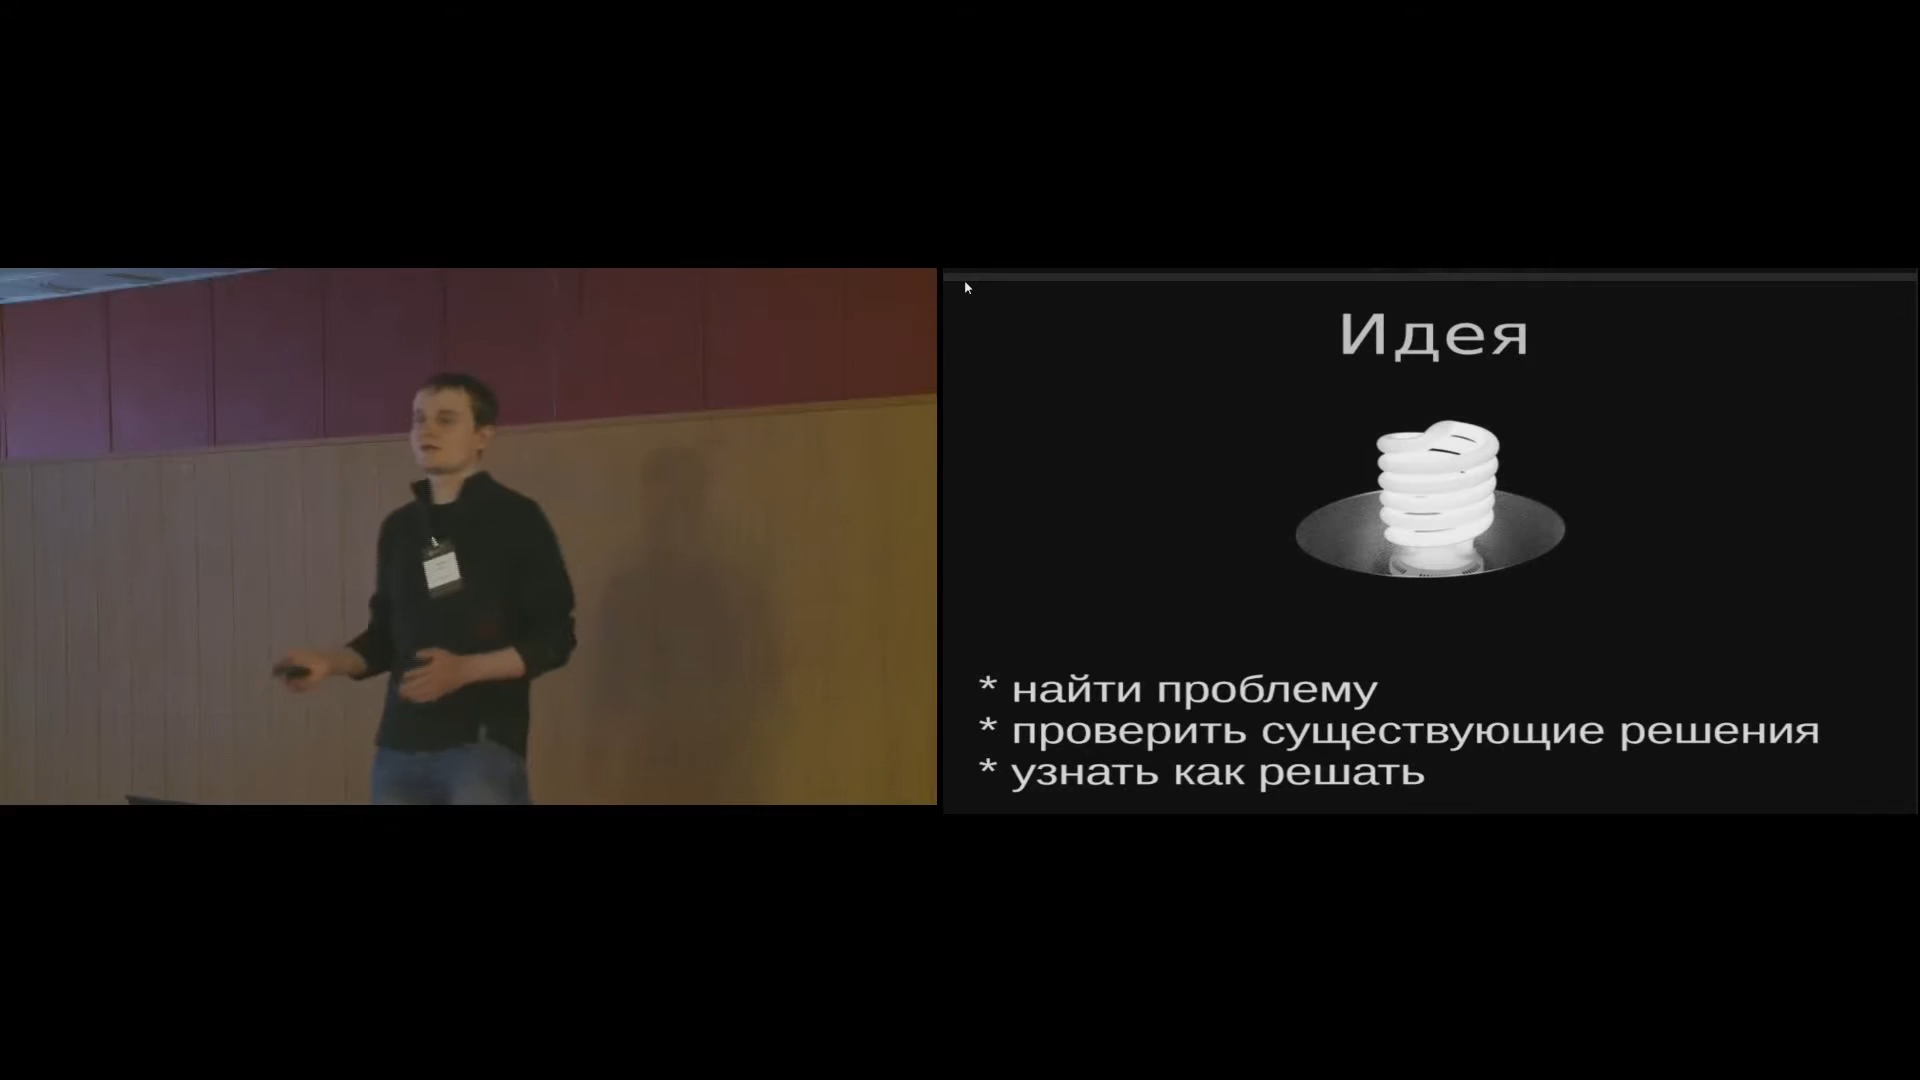 Идея
* найти проблему
* проверить существующие решения
* узнать как решать